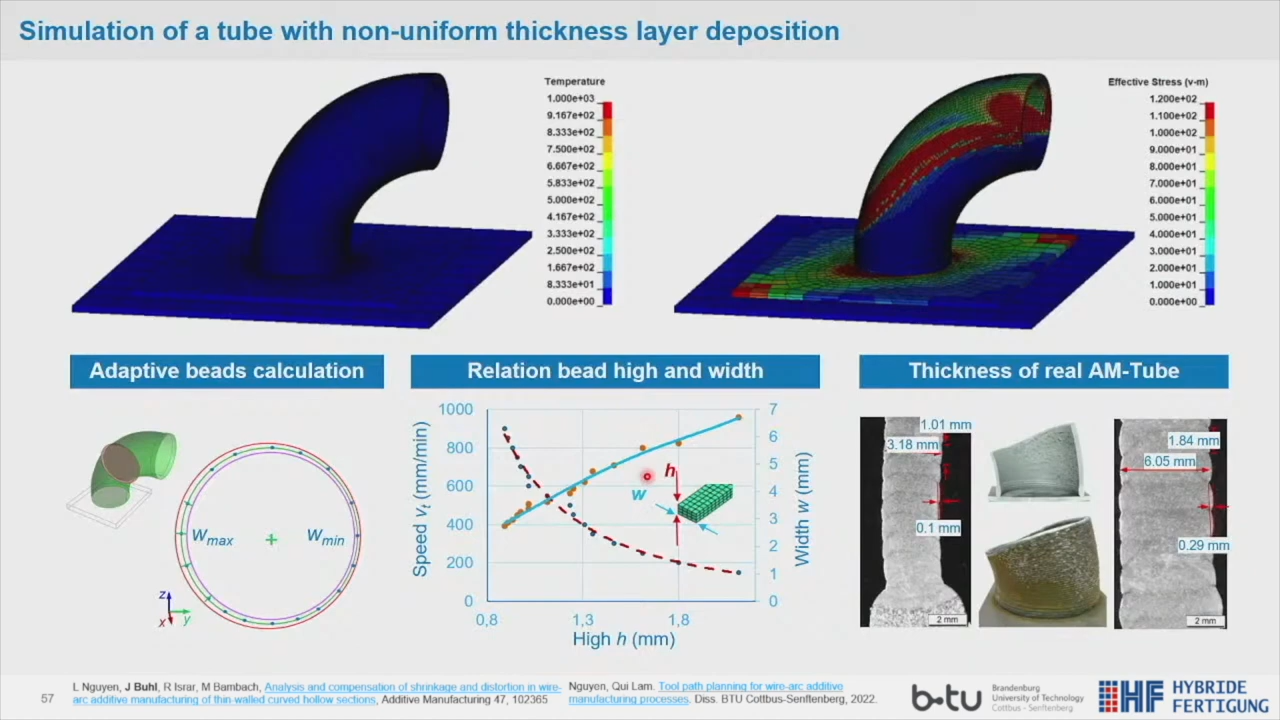 Simulation of a tube with non-uniform thickness layer deposition
Temperature
1.000e+03
9.167e+02
8.333e+02
7.500e+02
6.667e+02
5.833e+02
5.000e+02
4.167e+02
3.333e+02
2.500e+02
1.667e+02
8.333e+01
0.000e+00
Effective Stress (v-m)
1.200e+02
1.100e+02
1.000e+02
9.000e+01
8.000e+01
7.000e+01
6.000e+01
5.000e+01
4.000e+01
3.000e+01
2.000e+01
1.000e+01
0.000e+00
Adaptive beads calculation
Wmax
Wmin
z
x
y
Relation bead high and width
Speed vt (mm/min)
1000
800
600
400
200
0
0,8
1,3
1,8
High h (mm)
7
6
5
4
3
2
1
0
Width w (mm)
h
w
Thickness of real AM-Tube
1.01 mm
3.18 mm
0.1 mm
2 mm
1.84 mm
6.05 mm
0.29 mm
2 mm
57
L Nguyen, J Buhl, R Israr, M Bambach, Analysis and compensation of shrinkage and distortion in wire-
arc additive manufacturing of thin-walled curved hollow sections, Additive Manufacturing 47, 102365
Nguyen, Qui Lam. Tool path planning for wire-arc additive
manufacturing processes. Diss. BTU Cottbus-Senftenberg, 2022.
b-tu
Brandenburg
University of Technology
Cottbus - Senftenberg
HF
HYBRIDE
FERTIGUNG